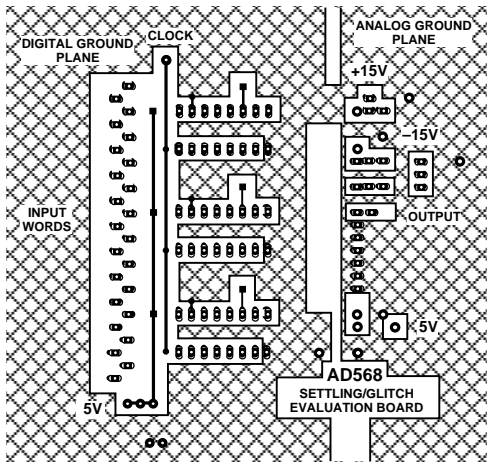 DIGITAL GROUND
PLANE
CLOCK
ANALOG GROUND
PLANE
+15V
–15V
INPUT
WORDS
OUTPUT
5V
AD568
SETTLING/GLITCH
EVALUATION BOARD
5V